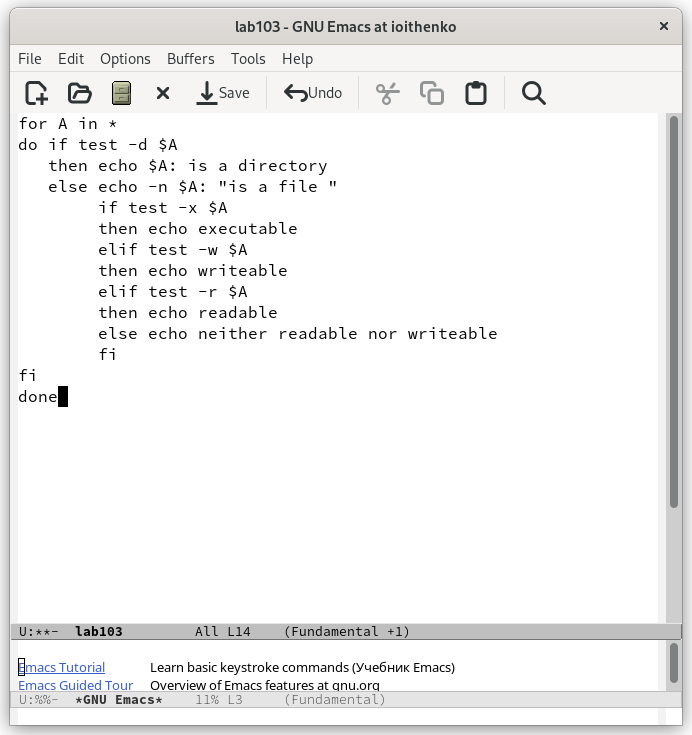 lab103 - GNU Emacs at ioithenko
File Edit Options Buffers Tools Help
Save Undo
for A in *
do if test -d $A
   then echo $A: is a directory
   else echo -n $A: "is a file "
        if test -x $A
        then echo executable
        elif test -w $A
        then echo writeable
        elif test -r $A
        then echo readable
        else echo neither readable nor writeable
        fi
fi
done
U:**-  lab103         All L14    (Fundamental +1)
Emacs Tutorial Learn basic keystroke commands (Учебник Emacs)
Emacs Guided Tour Overview of Emacs features at gnu.org
U:%%-  *GNU Emacs*    11% L3     (Fundamental)